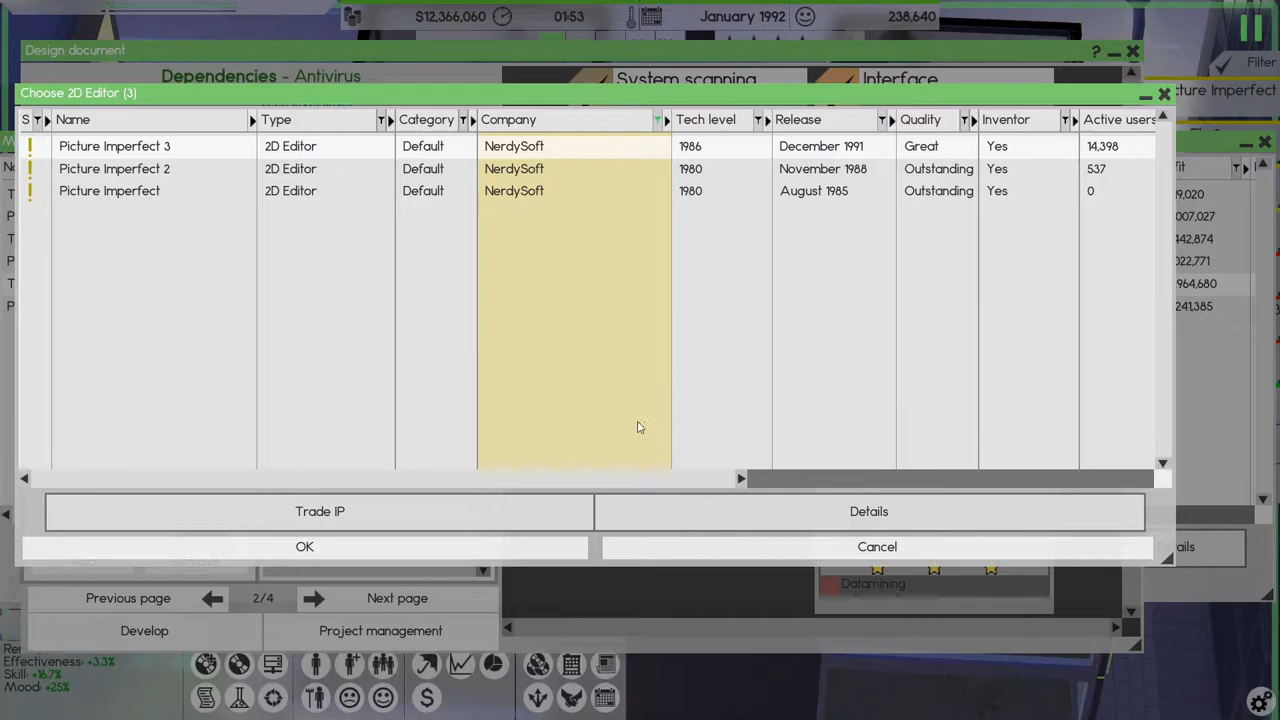 $12,366,060 01:53 January 1992 238,640
Design document ?
Filter
Dependencies - Antivirus System scanning Interface
cture Imperfect
Choose 2D Editor (3)
S Name Type Category Company Tech level Release Quality Inventor Active users
Picture Imperfect 3 2D Editor Default NerdySoft 1986 December 1991 Great Yes 14,398
Picture Imperfect 2 2D Editor Default NerdySoft 1980 November 1988 Outstanding Yes 537
Picture Imperfect 2D Editor Default NerdySoft 1980 August 1985 Outstanding Yes 0
9,020
007,027
442,874
022,771
964,680
241,385
Trade IP Details
OK Cancel
ails
Datamining
Previous page 2/4 Next page
Develop Project management
Effectiveness: +3.3%
Skill: +16.7%
Mood: +25%